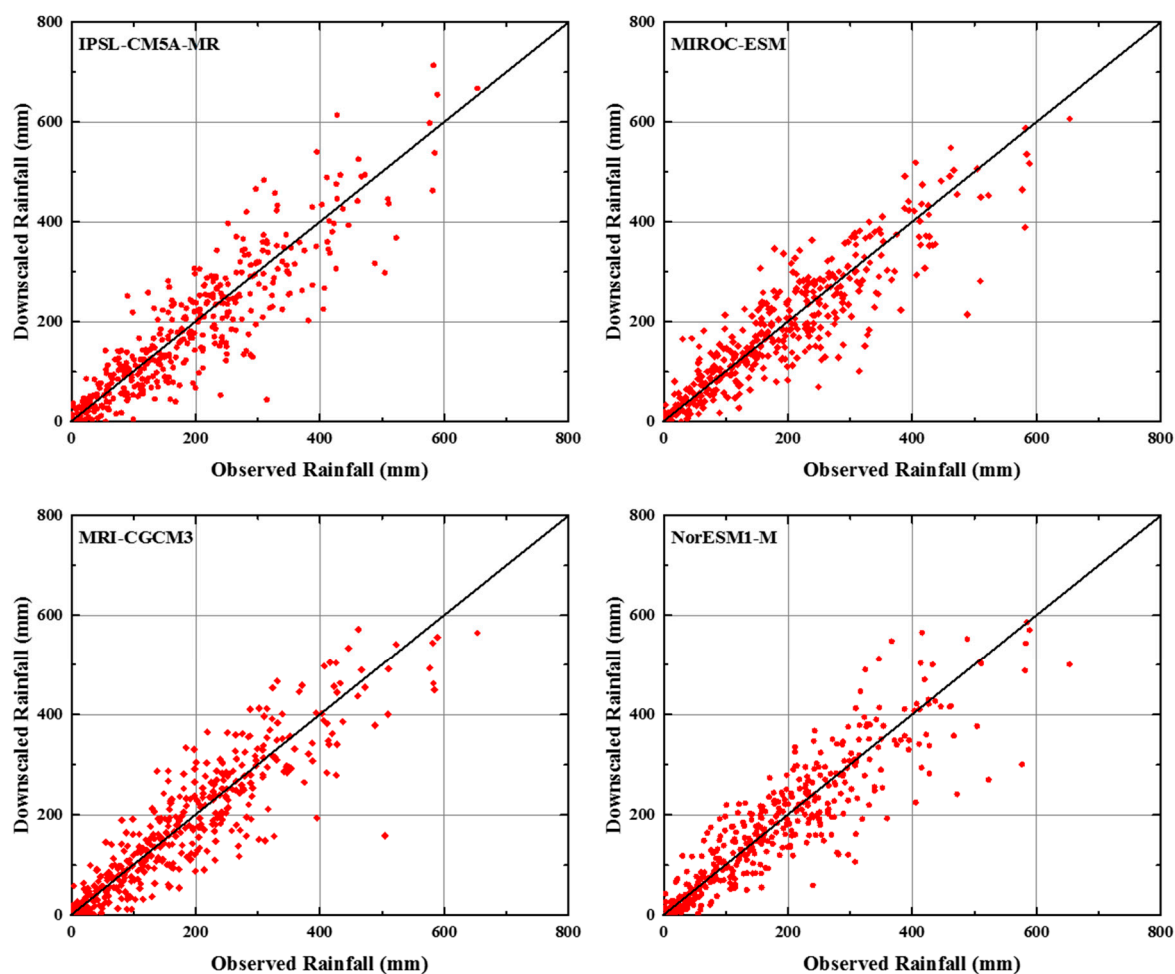 800
IPSL-CM5A-MR
600
400
200
0
0 200 400 600 800
Downscaled Rainfall (mm)
Observed Rainfall (mm)
800
MIROC-ESM
600
400
200
0
0 200 400 600 800
Downscaled Rainfall (mm)
Observed Rainfall (mm)
800
MRI-CGCM3
600
400
200
0
0 200 400 600 800
Downscaled Rainfall (mm)
Observed Rainfall (mm)
800
NorESM1-M
600
400
200
0
0 200 400 600 800
Downscaled Rainfall (mm)
Observed Rainfall (mm)